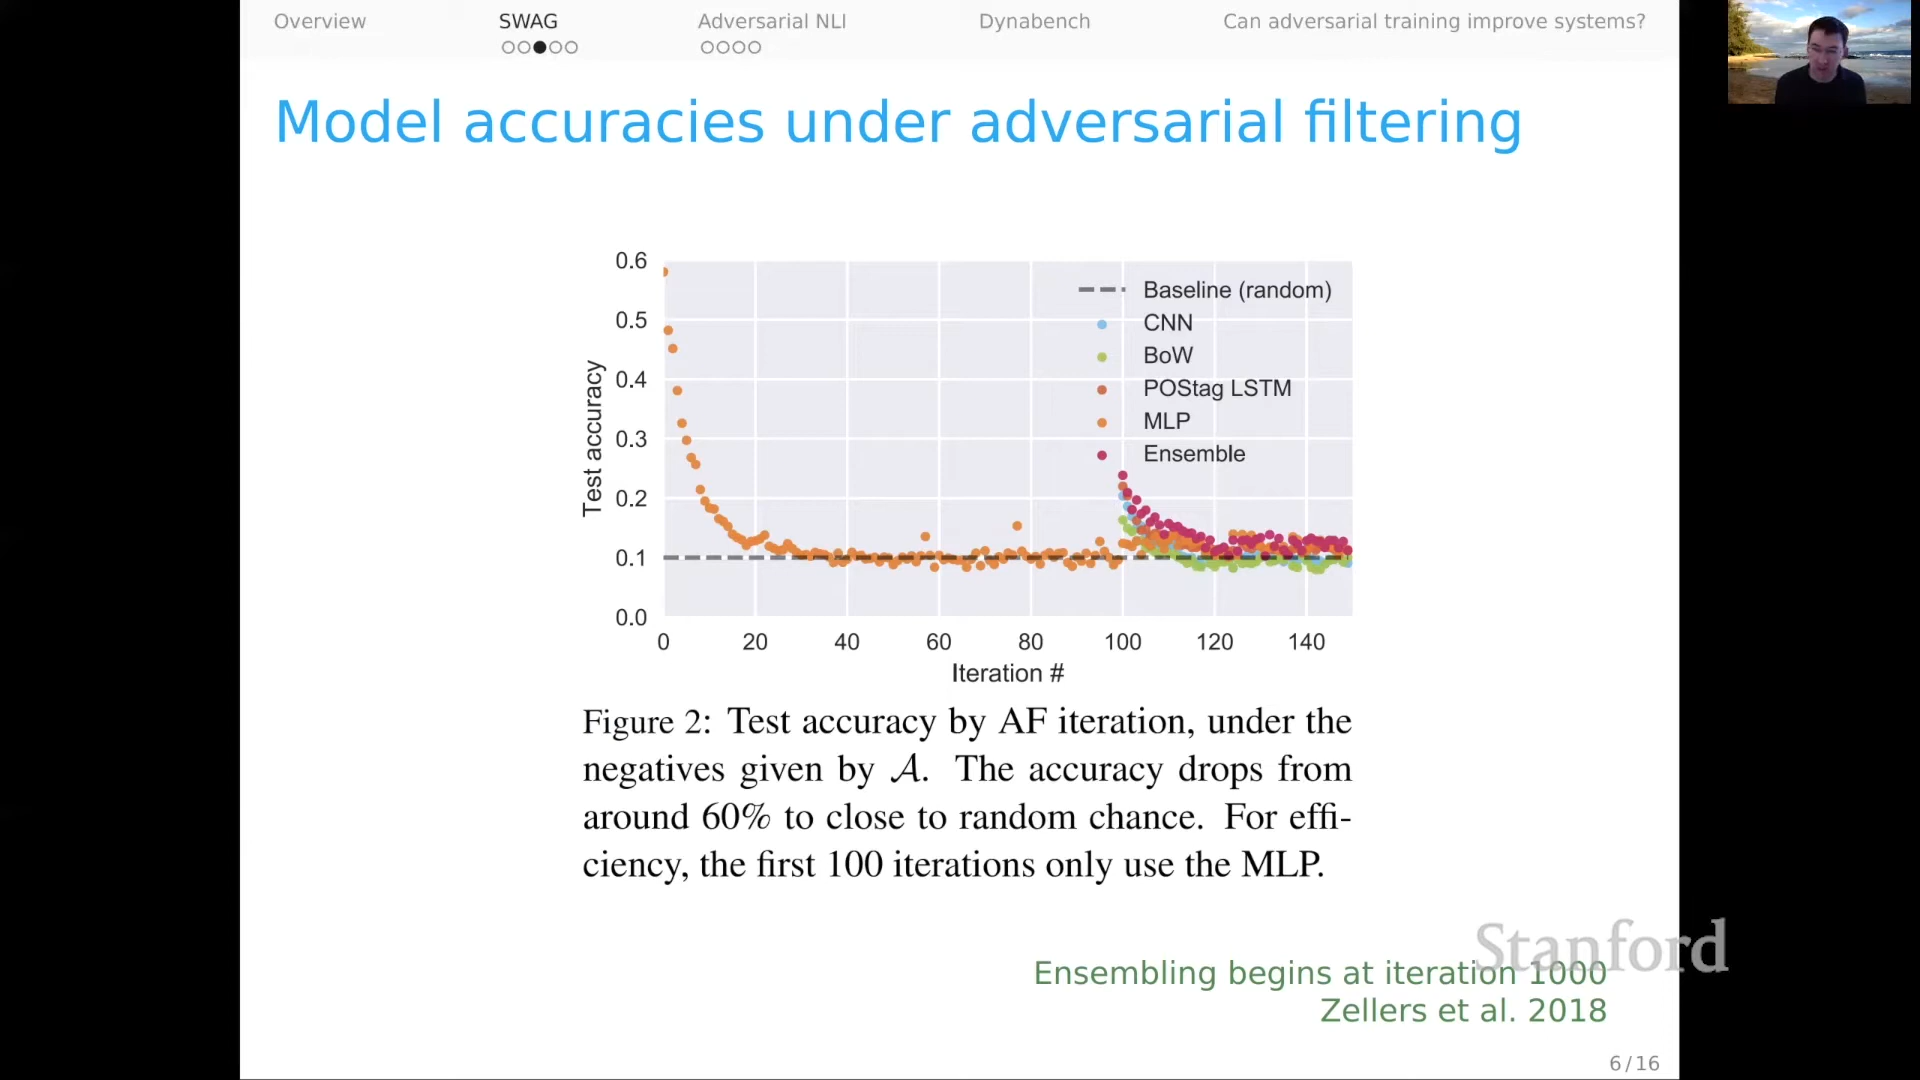 Overview SWAG Adversarial NLI Dynabench Can adversarial training improve systems?
Model accuracies under adversarial filtering
0.6
0.5
0.4
0.3
0.2
0.1
0.0
Test accuracy
Baseline (random)
CNN
BoW
POStag LSTM
MLP
Ensemble
0 20 40 60 80 100 120 140
Iteration #
Figure 2: Test accuracy by AF iteration, under the
negatives given by 𝒜. The accuracy drops from
around 60% to close to random chance. For effi-
ciency, the first 100 iterations only use the MLP.
Stanford
Ensembling begins at iteration 1000
Zellers et al. 2018
6 / 16